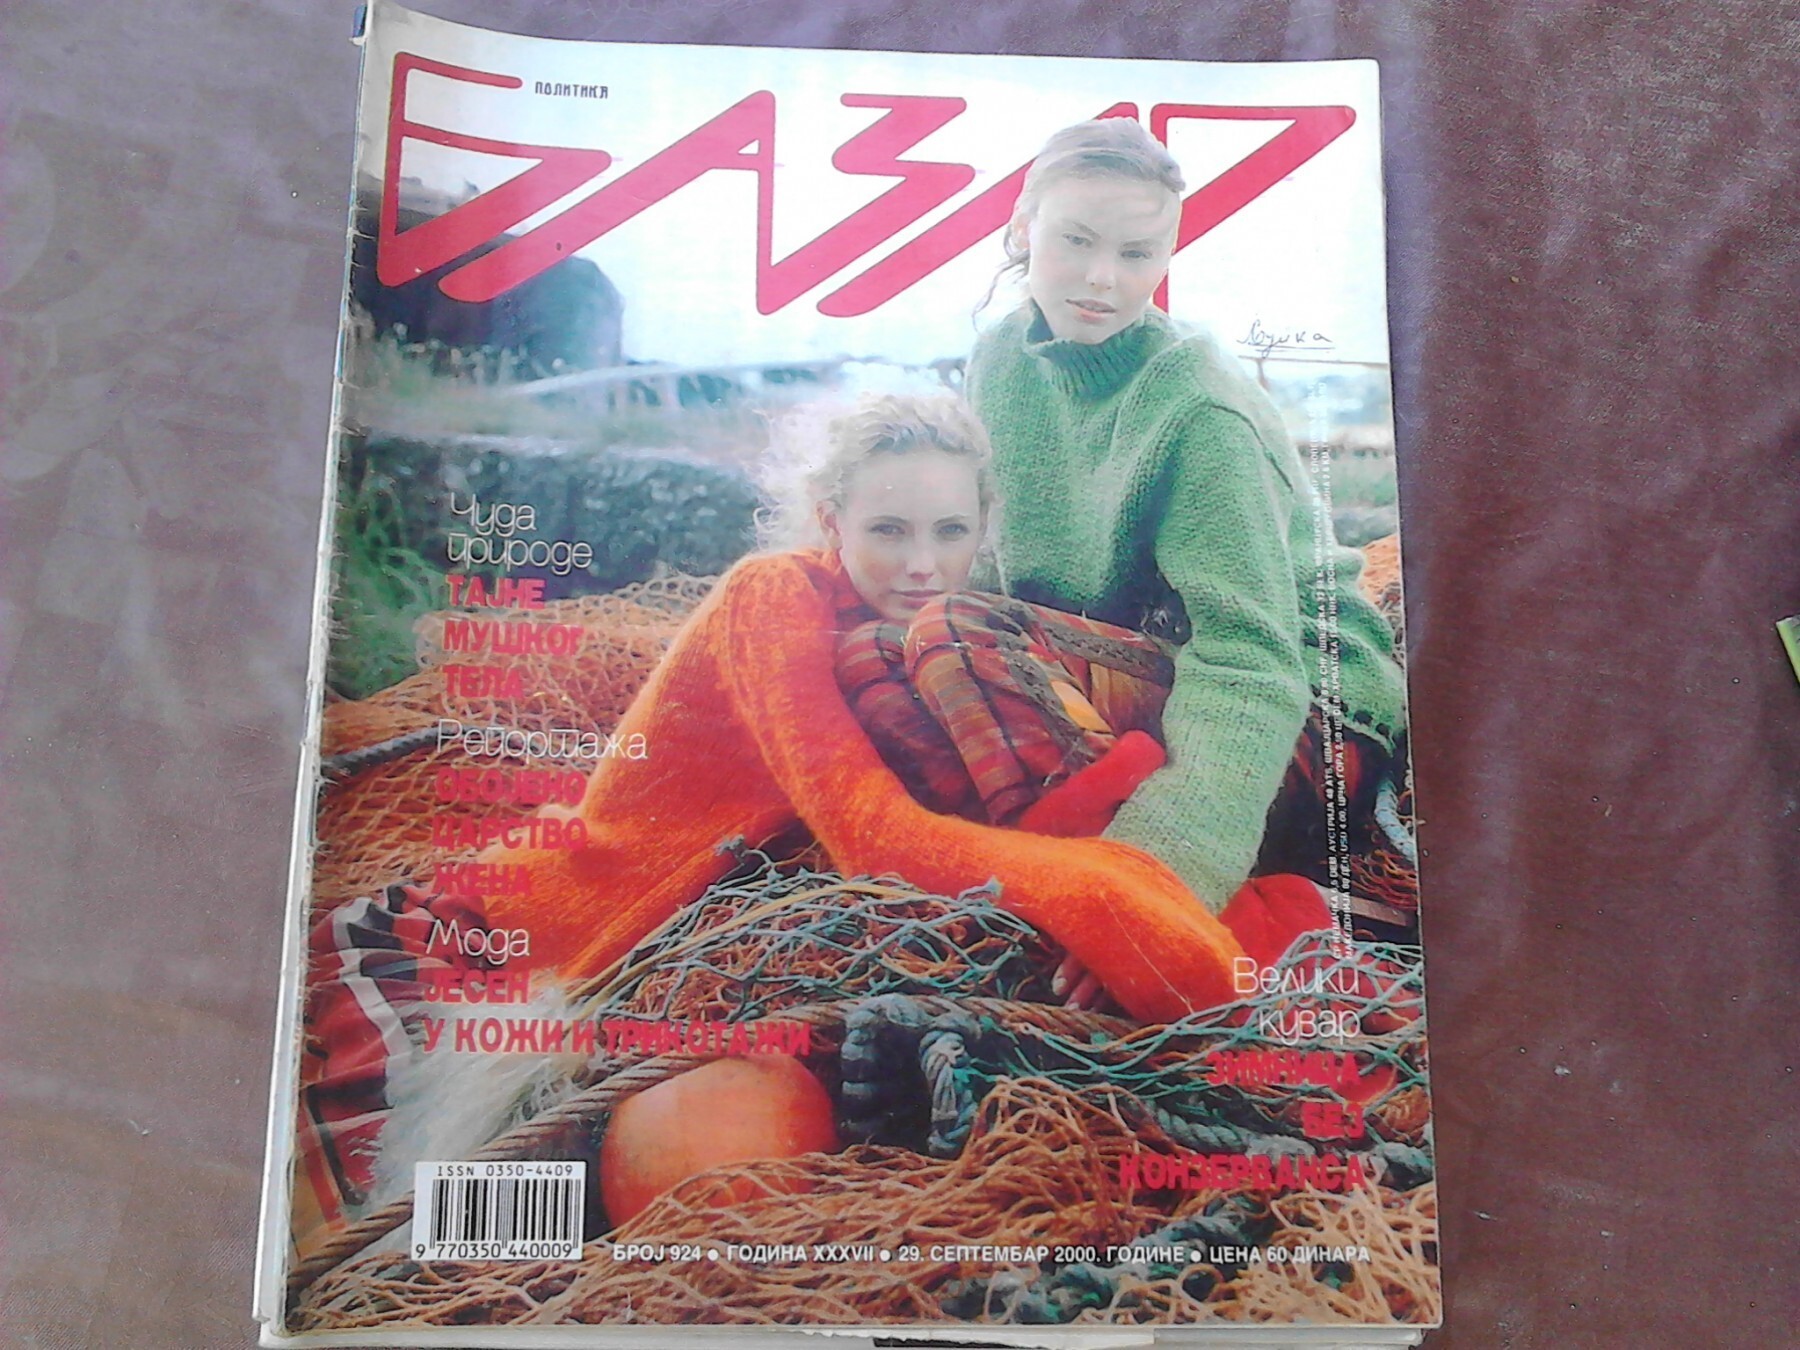 ПОЛИТИКА
БАЗАР
Чуда
природе
ТАЈНЕ
МУШКОГ
ТЕЛА
Репортажа
ОБОЈЕНО
ЦАРСТВО
ЖЕНА
Мода
ЈЕСЕН
У КОЖИ И ТРИКОТАЖИ
Велики
кувар
ЗИМНИЦА
БЕЗ
КОНЗЕРВАНСА
ISSN 0350-4409
9 770350 440009
БРОЈ 924 ● ГОДИНА XXXVII ● 29. СЕПТЕМБАР 2000. ГОДИНЕ ● ЦЕНА 60 ДИНАРА